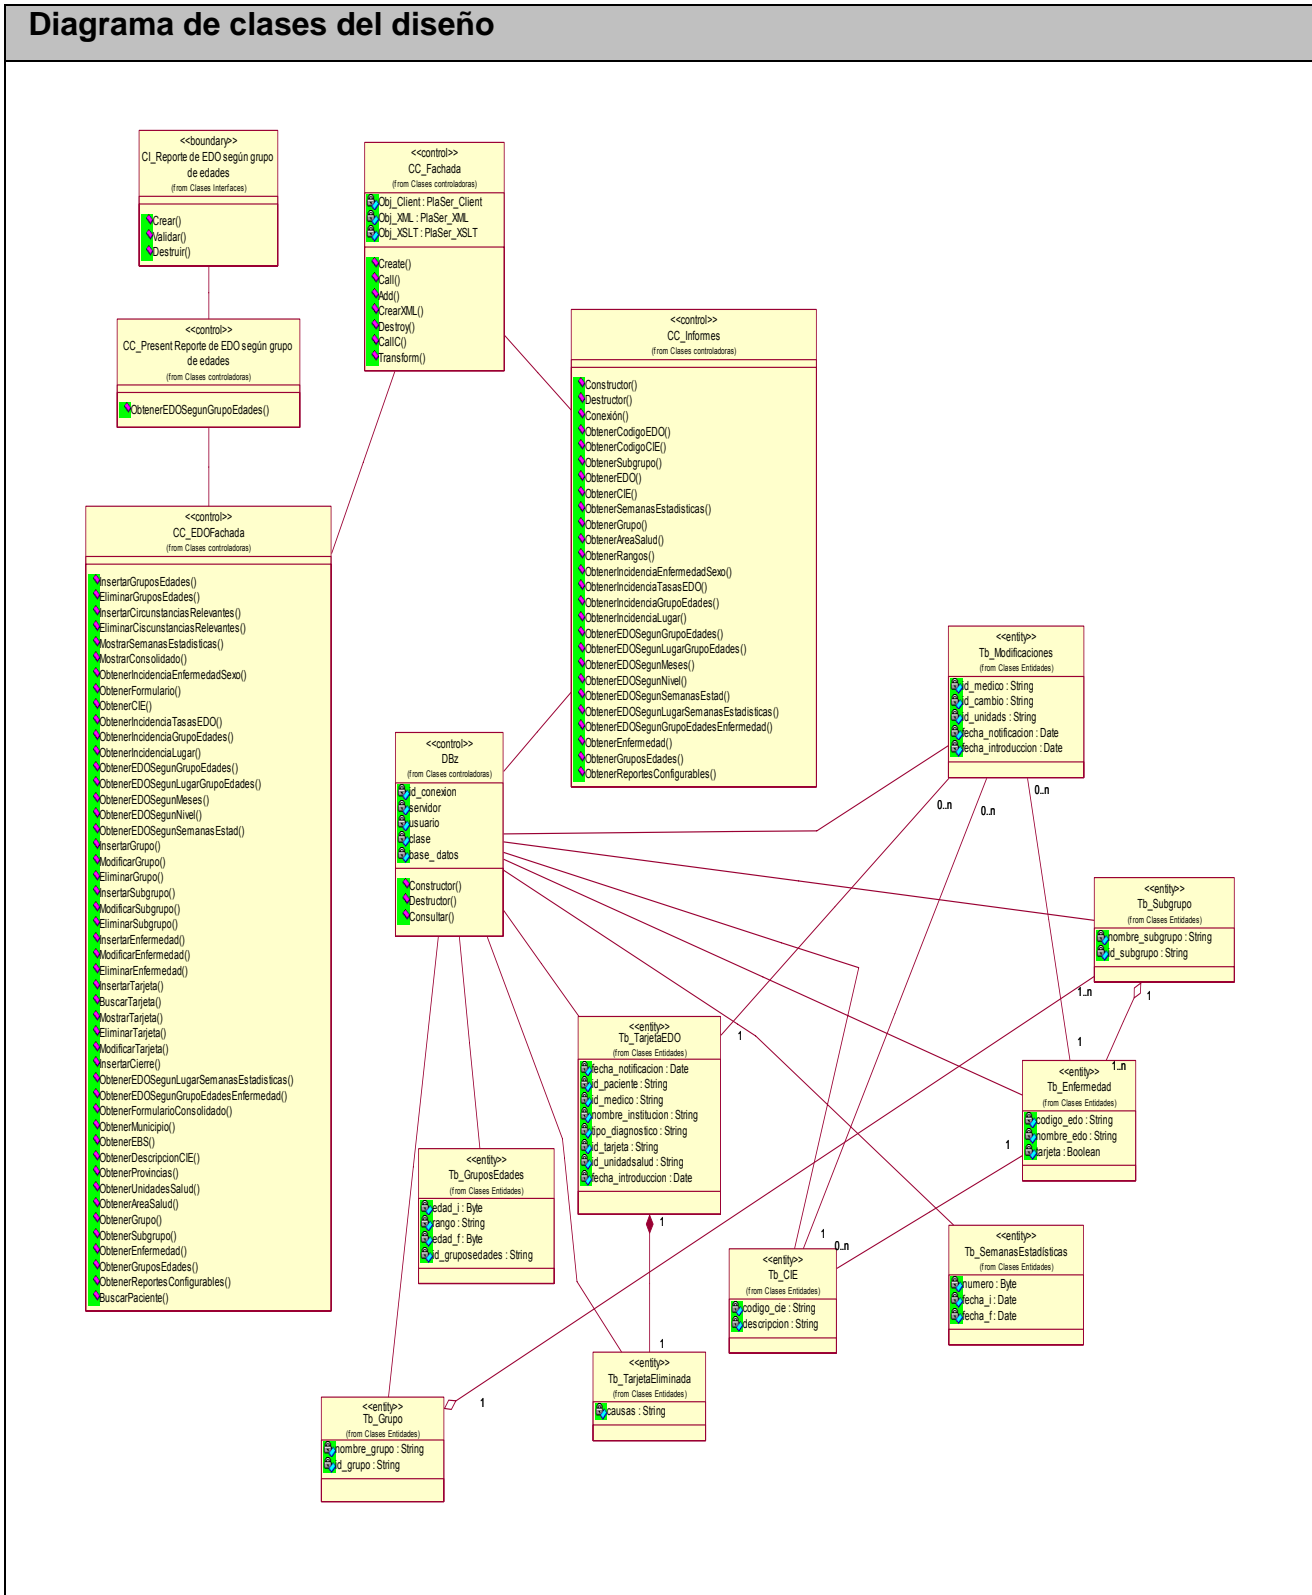 Diagrama de clases del diseño
<<boundary>>
CI_Reporte de EDO según grupo
de edades
(from Clases Interfaces)
Crear()
Validar()
Destruir()
<<control>>
CC_Present Reporte de EDO según grupo
de edades
(from Clases controladoras)
ObtenerEDOSegunGrupoEdades()
<<control>>
CC_EDOFachada
(from Clases controladoras)
InsertarGruposEdades()
EliminarGruposEdades()
InsertarCircunstanciasRelevantes()
EliminarCiscunstanciasRelevantes()
MostrarSemanasEstadisticas()
MostrarConsolidado()
ObtenerIncidenciaEnfermedadSexo()
ObtenerFormulario()
ObtenerCIE()
ObtenerIncidenciaTasasEDO()
ObtenerIncidenciaGrupoEdades()
ObtenerIncidenciaLugar()
ObtenerEDOSegunGrupoEdades()
ObtenerEDOSegunLugarGrupoEdades()
ObtenerEDOSegunMeses()
ObtenerEDOSegunNivel()
ObtenerEDOSegunSemanasEstad()
InsertarGrupo()
ModificarGrupo()
EliminarGrupo()
InsertarSubgrupo()
ModificarSubgrupo()
EliminarSubgrupo()
InsertarEnfermedad()
ModificarEnfermedad()
EliminarEnfermedad()
InsertarTarjeta()
BuscarTarjeta()
MostrarTarjeta()
EliminarTarjeta()
ModificarTarjeta()
InsertarCierre()
ObtenerEDOSegunLugarSemanasEstadisticas()
ObtenerEDOSegunGrupoEdadesEnfermedad()
ObtenerFormularioConsolidado()
ObtenerMunicipio()
ObtenerEBS()
ObtenerDescripcionCIE()
ObtenerProvincias()
ObtenerUnidadesSalud()
ObtenerAreaSalud()
ObtenerGrupo()
ObtenerSubgrupo()
ObtenerEnfermedad()
ObtenerGruposEdades()
ObtenerReportesConfigurables()
BuscarPaciente()
<<control>>
CC_Fachada
(from Clases controladoras)
Obj_Client : PlaSer_Client
Obj_XML : PlaSer_XML
Obj_XSLT : PlaSer_XSLT
Create()
Call()
Add()
CrearXML()
Destroy()
CallC()
Transform()
<<control>>
CC_Informes
(from Clases controladoras)
Constructor()
Destructor()
Conexión()
ObtenerCodigoEDO()
ObtenerCodigoCIE()
ObtenerSubgrupo()
ObtenerEDO()
ObtenerCIE()
ObtenerSemanasEstadisticas()
ObtenerGrupo()
ObtenerAreaSalud()
ObtenerRangos()
ObtenerIncidenciaEnfermedadSexo()
ObtenerIncidenciaTasasEDO()
ObtenerIncidenciaGrupoEdades()
ObtenerIncidenciaLugar()
ObtenerEDOSegunGrupoEdades()
ObtenerEDOSegunLugarGrupoEdades()
ObtenerEDOSegunMeses()
ObtenerEDOSegunNivel()
ObtenerEDOSegunSemanasEstad()
ObtenerEDOSegunLugarSemanasEstadisticas()
ObtenerEDOSegunGrupoEdadesEnfermedad()
ObtenerEnfermedad()
ObtenerGruposEdades()
ObtenerReportesConfigurables()
<<control>>
DBz
(from Clases controladoras)
id_conexion
servidor
usuario
clase
base_ datos
Constructor()
Destructor()
Consultar()
<<entity>>
Tb_Modificaciones
(from Clases Entidades)
id_medico : String
id_cambio : String
id_unidads : String
fecha_notificacion : Date
fecha_introduccion : Date
0..n
0..n
0..n
<<entity>>
Tb_Subgrupo
(from Clases Entidades)
nombre_subgrupo : String
id_subgrupo : String
1..n
1
<<entity>>
Tb_TarjetaEDO
(from Clases Entidades)
fecha_notificacion : Date
id_paciente : String
id_medico : String
nombre_institucion : String
tipo_diagnostico : String
id_tarjeta : String
id_unidadsalud : String
fecha_introduccion : Date
1
1
1
1..n
<<entity>>
Tb_Enfermedad
(from Clases Entidades)
codigo_edo : String
nombre_edo : String
tarjeta : Boolean
1
<<entity>>
Tb_GruposEdades
(from Clases Entidades)
edad_i : Byte
rango : String
edad_f : Byte
id_gruposedades : String
1
0..n
<<entity>>
Tb_CIE
(from Clases Entidades)
codigo_cie : String
descripcion : String
<<entity>>
Tb_SemanasEstadísticas
(from Clases Entidades)
numero : Byte
fecha_i : Date
fecha_f : Date
1
<<entity>>
Tb_TarjetaEliminada
(from Clases Entidades)
causas : String
<<entity>>
Tb_Grupo
(from Clases Entidades)
nombre_grupo : String
id_grupo : String
1